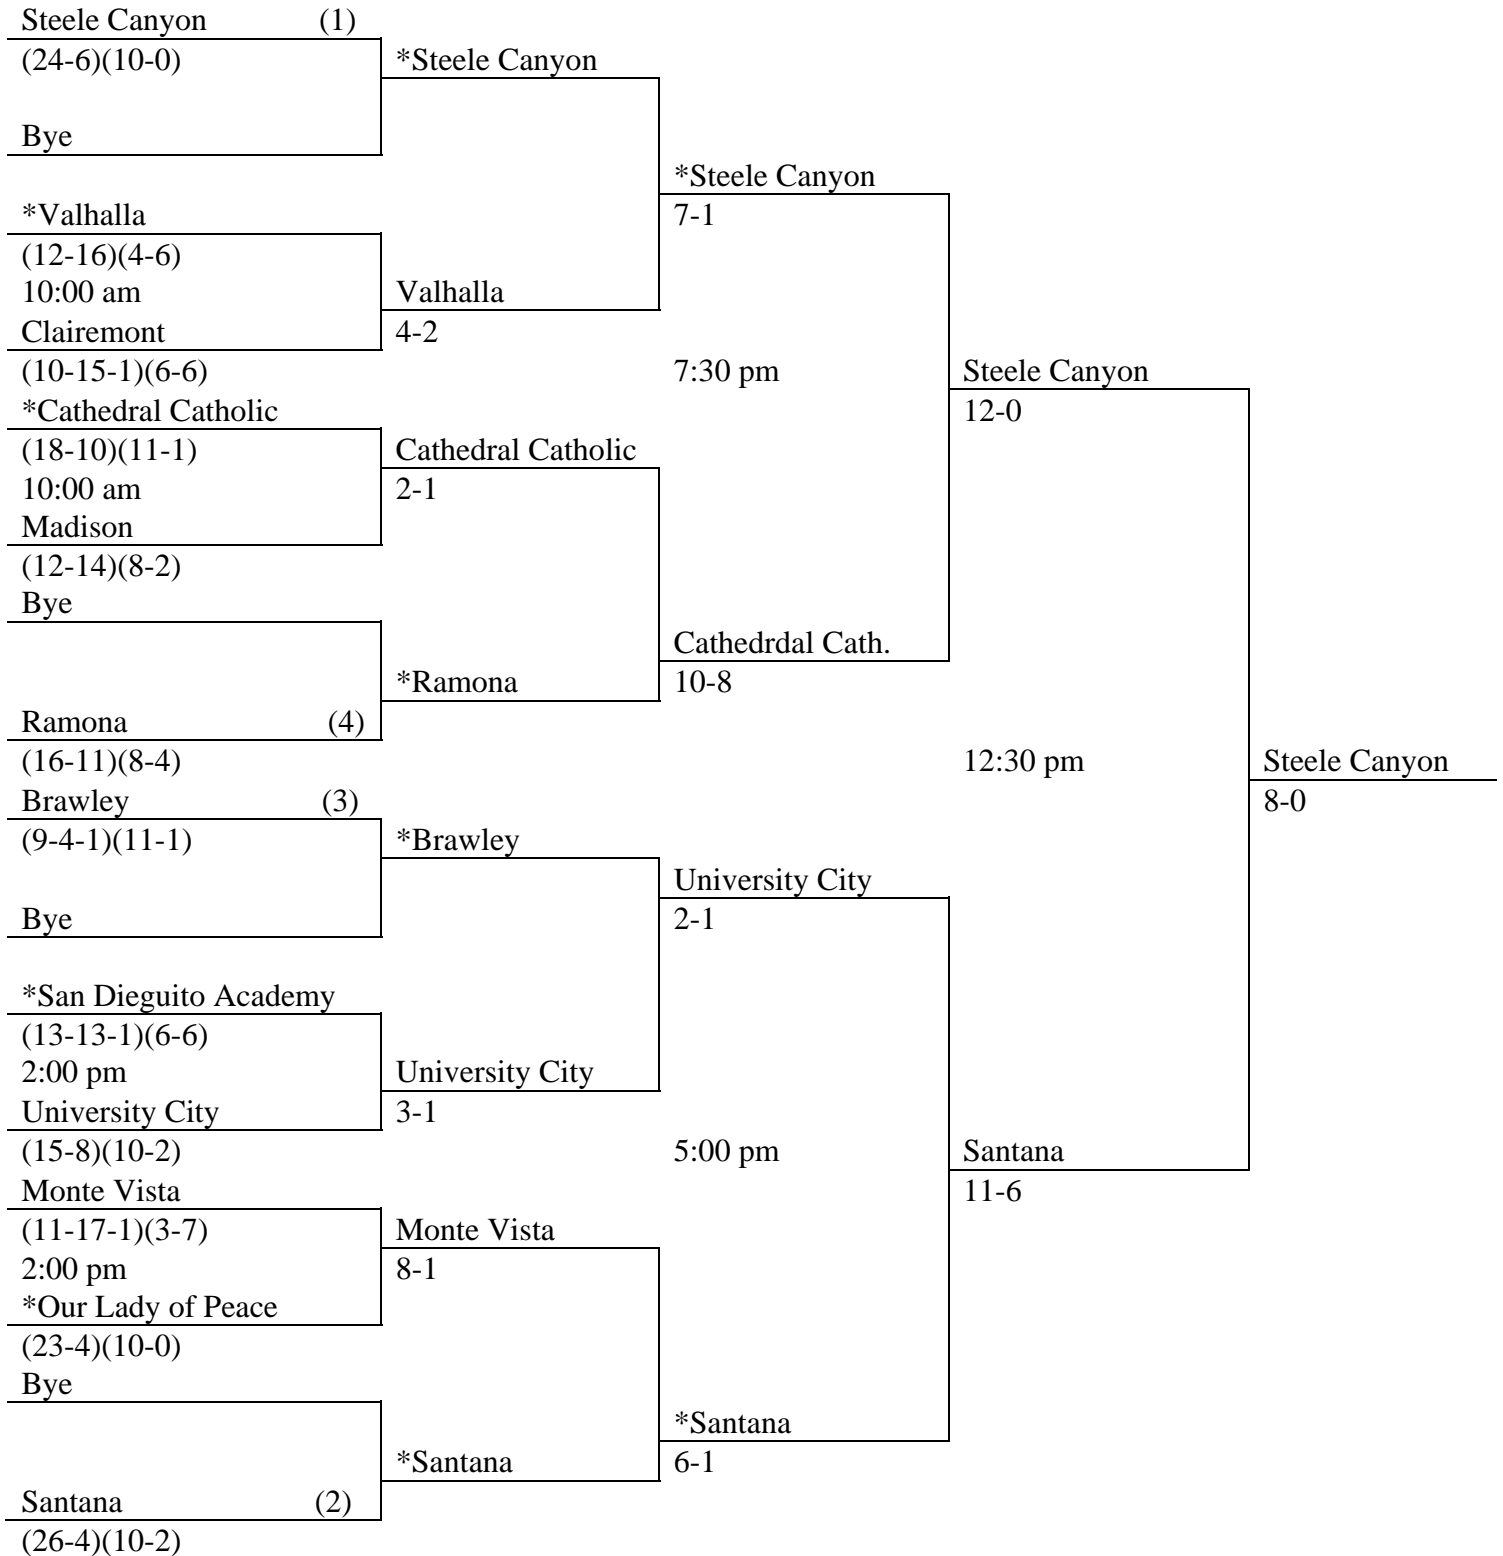 Steele Canyon (1)
(24-6)(10-0)
Bye
*Valhalla
(12-16)(4-6)
10:00 am
Clairemont
(10-15-1)(6-6)
*Cathedral Catholic
(18-10)(11-1)
10:00 am
Madison
(12-14)(8-2)
Bye
Ramona (4)
(16-11)(8-4)
Brawley (3)
(9-4-1)(11-1)
Bye
*San Dieguito Academy
(13-13-1)(6-6)
2:00 pm
University City
(15-8)(10-2)
Monte Vista
(11-17-1)(3-7)
2:00 pm
*Our Lady of Peace
(23-4)(10-0)
Bye
Santana (2)
(26-4)(10-2)
*Steele Canyon
Valhalla
4-2
Cathedral Catholic
2-1
*Ramona
*Brawley
University City
3-1
Monte Vista
8-1
*Santana
*Steele Canyon
7-1
7:30 pm
Cathedrdal Cath.
10-8
University City
2-1
5:00 pm
*Santana
6-1
Steele Canyon
12-0
12:30 pm
Santana
11-6
Steele Canyon
8-0